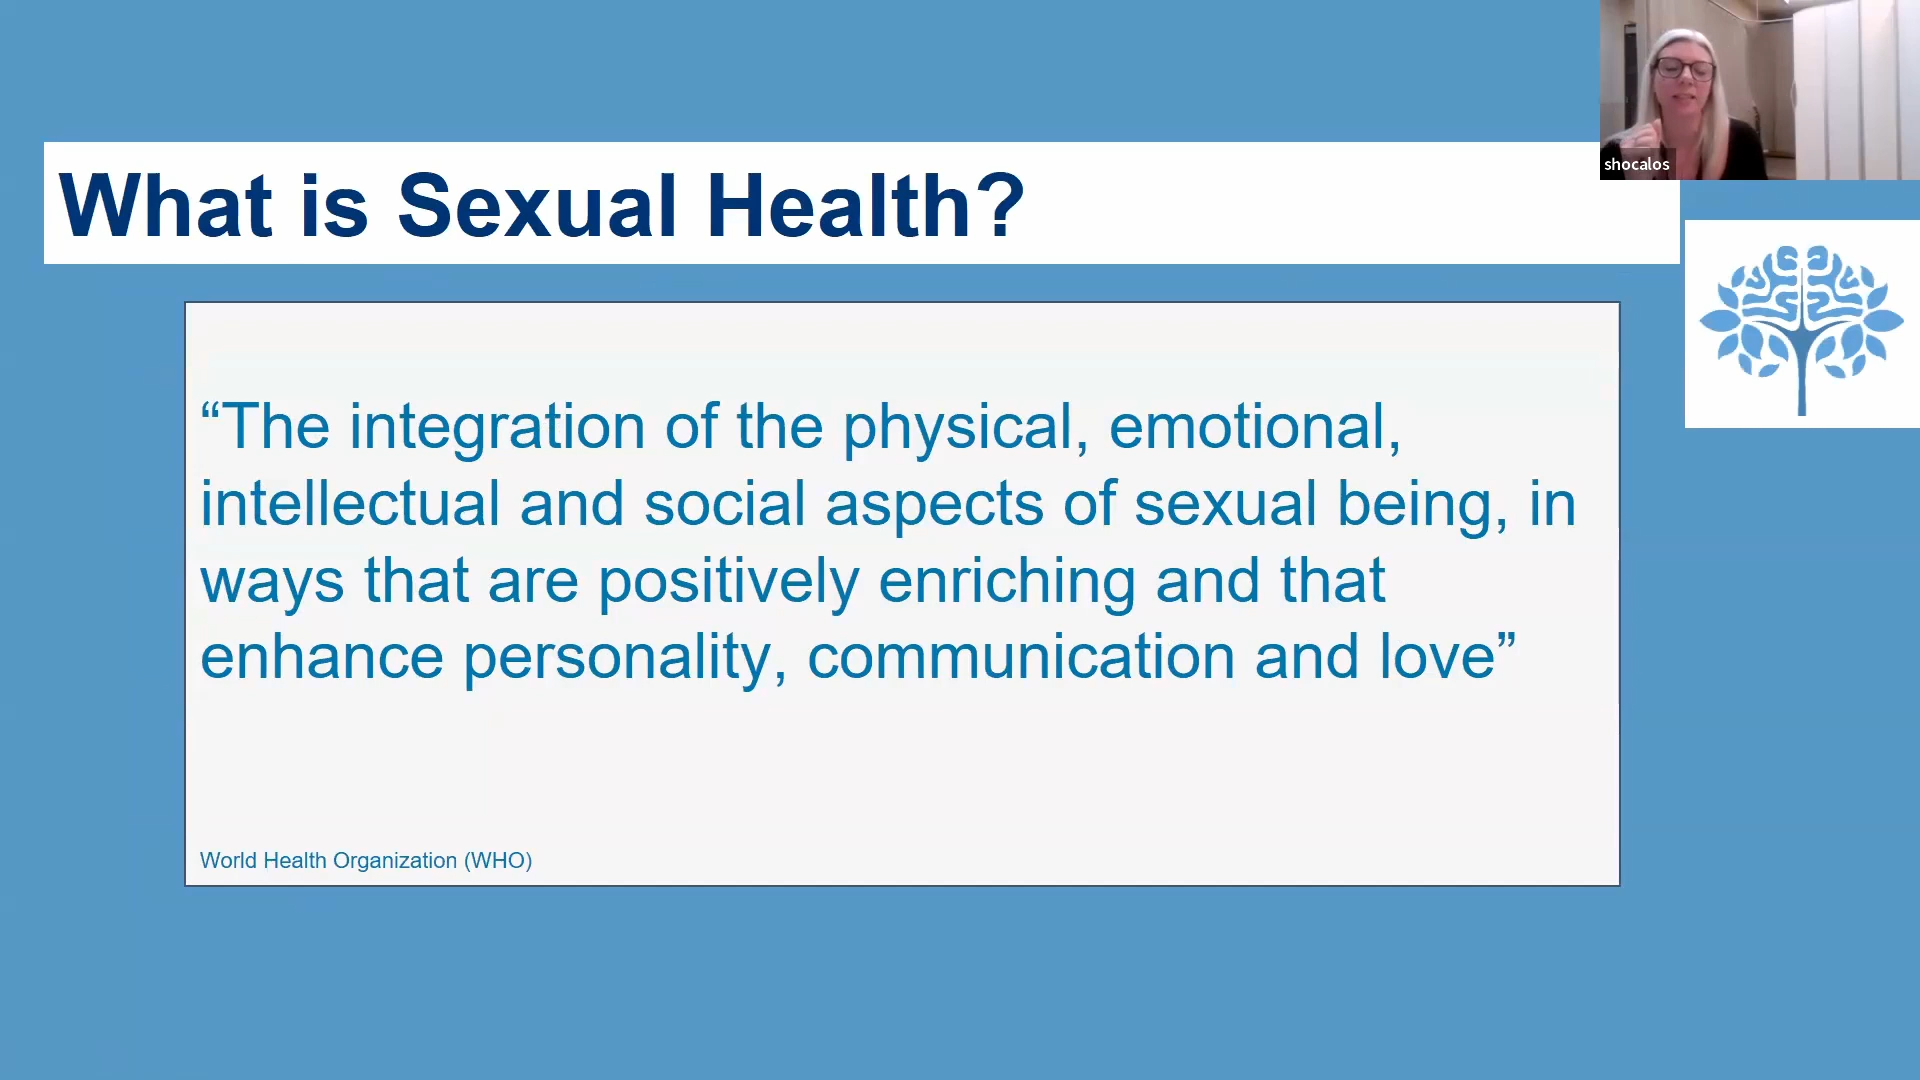 What is Sexual Health?
shocalos
“The integration of the physical, emotional,
intellectual and social aspects of sexual being, in
ways that are positively enriching and that
enhance personality, communication and love”
World Health Organization (WHO)